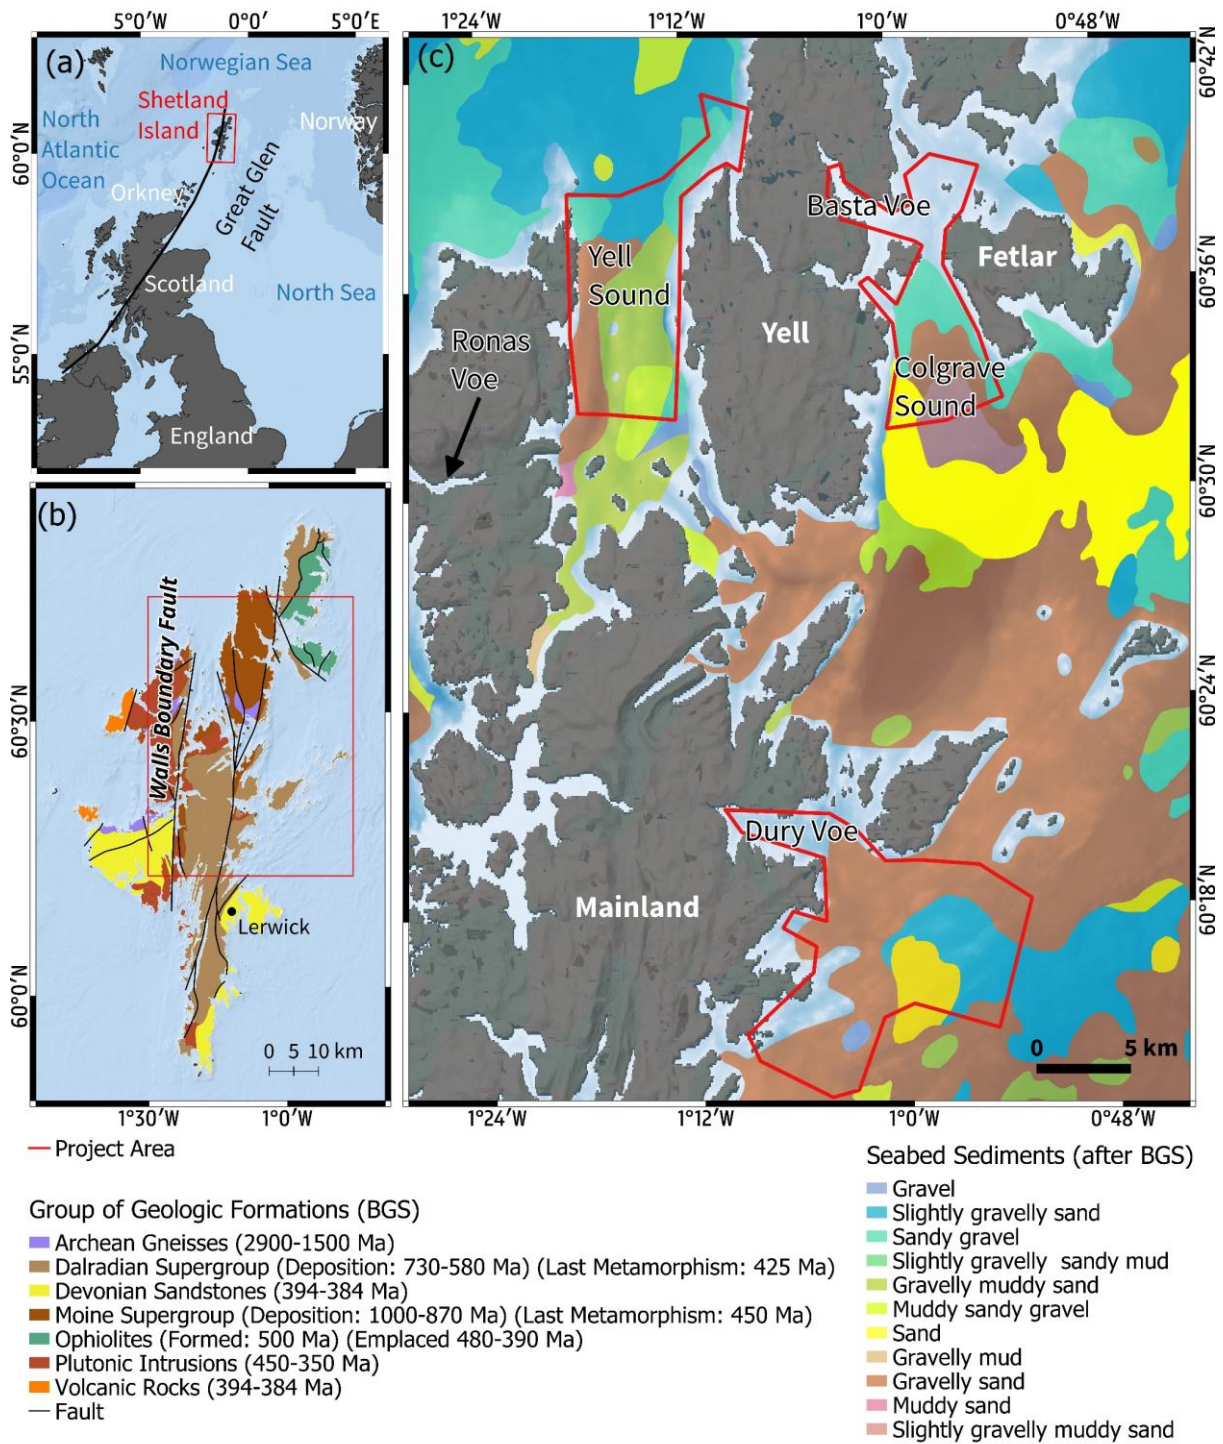 5°0’W 0°0’ 5°0’E
(a)
Norwegian Sea
Shetland
Island
North
Atlantic
Ocean
Norway
Orkney
Great Glen
Fault
Scotland
North Sea
England
60°0’N
55°0’N
(b)
Walls Boundary Fault
Lerwick
0 5 10 km
60°30’N
60°0’N
1°30’W 1°0’W
1°24’W 1°12’W 1°0’W 0°48’W
(c)
Basta Voe
Fetlar
Yell
Sound
Yell
Ronas
Voe
Colgrave
Sound
Dury Voe
Mainland
0 5 km
60°42’N
60°36’N
60°30’N
60°24’N
60°18’N
1°24’W 1°12’W 1°0’W 0°48’W
Project Area
Group of Geologic Formations (BGS)
Archean Gneisses (2900-1500 Ma)
Dalradian Supergroup (Deposition: 730-580 Ma) (Last Metamorphism: 425 Ma)
Devonian Sandstones (394-384 Ma)
Moine Supergroup (Deposition: 1000-870 Ma) (Last Metamorphism: 450 Ma)
Ophiolites (Formed: 500 Ma) (Emplaced 480-390 Ma)
Plutonic Intrusions (450-350 Ma)
Volcanic Rocks (394-384 Ma)
Fault
Seabed Sediments (after BGS)
Gravel
Slightly gravelly sand
Sandy gravel
Slightly gravelly sandy mud
Gravelly muddy sand
Muddy sandy gravel
Sand
Gravelly mud
Gravelly sand
Muddy sand
Slightly gravelly muddy sand